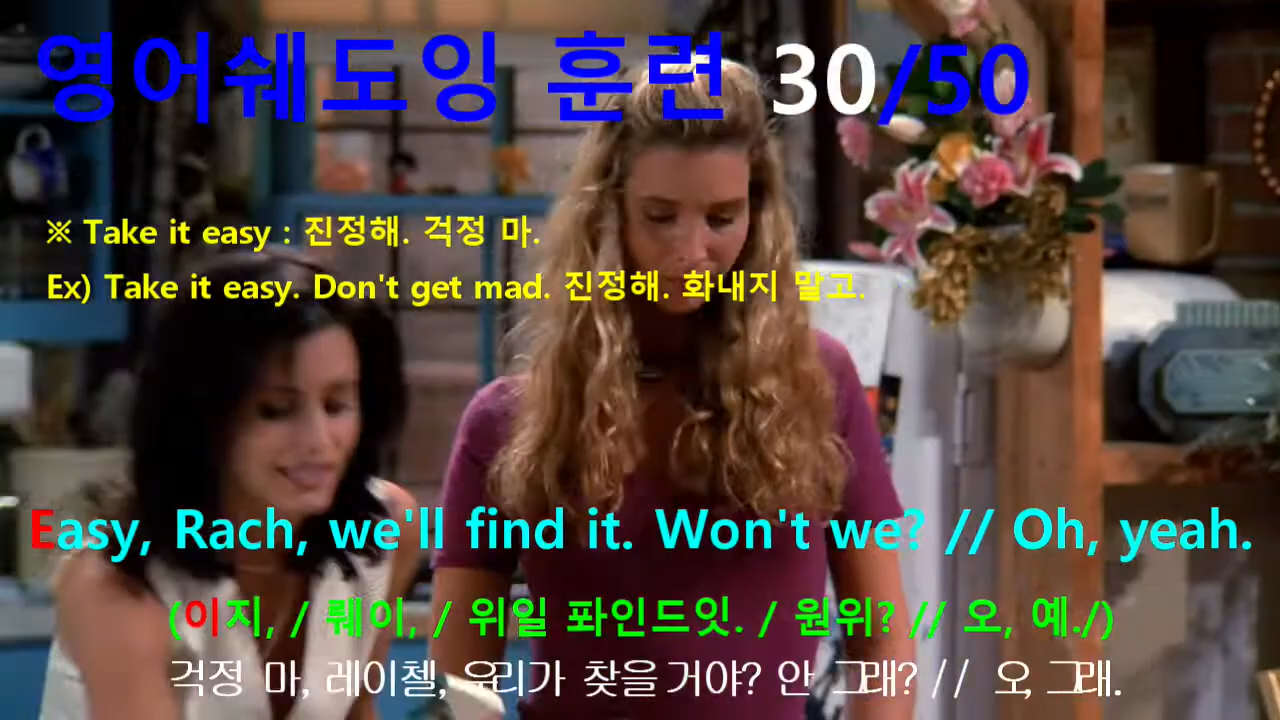 영어쉐도잉 훈련 30/50
※ Take it easy : 진정해. 걱정 마.
Ex) Take it easy. Don't get mad. 진정해. 화내지 말고.
Easy, Rach, we'll find it. Won't we? // Oh, yeah.
(이지, / 뤠이, / 위일 퐈인드잇. / 원위? // 오, 예./)
걱정 마, 레이첼, 우리가 찾을거야? 안 그래? // 오, 그래.